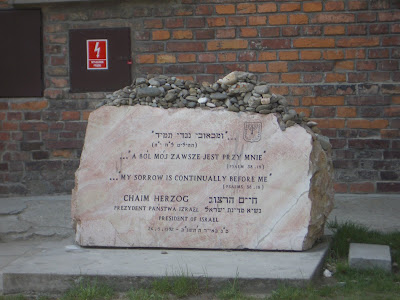 ..."ומכאובי נגדי תמיד"
..."A BÓL MÓJ ZAWSZE JEST PRZY MNIE"
..."MY SORROW IS CONTINUALLY BEFORE ME"
CHAIM HERZOG
חיים הרצוג
PREZYDENT PAŃSTWA IZRAEL
נשיא מדינת ישראל
PRESIDENT OF ISRAEL